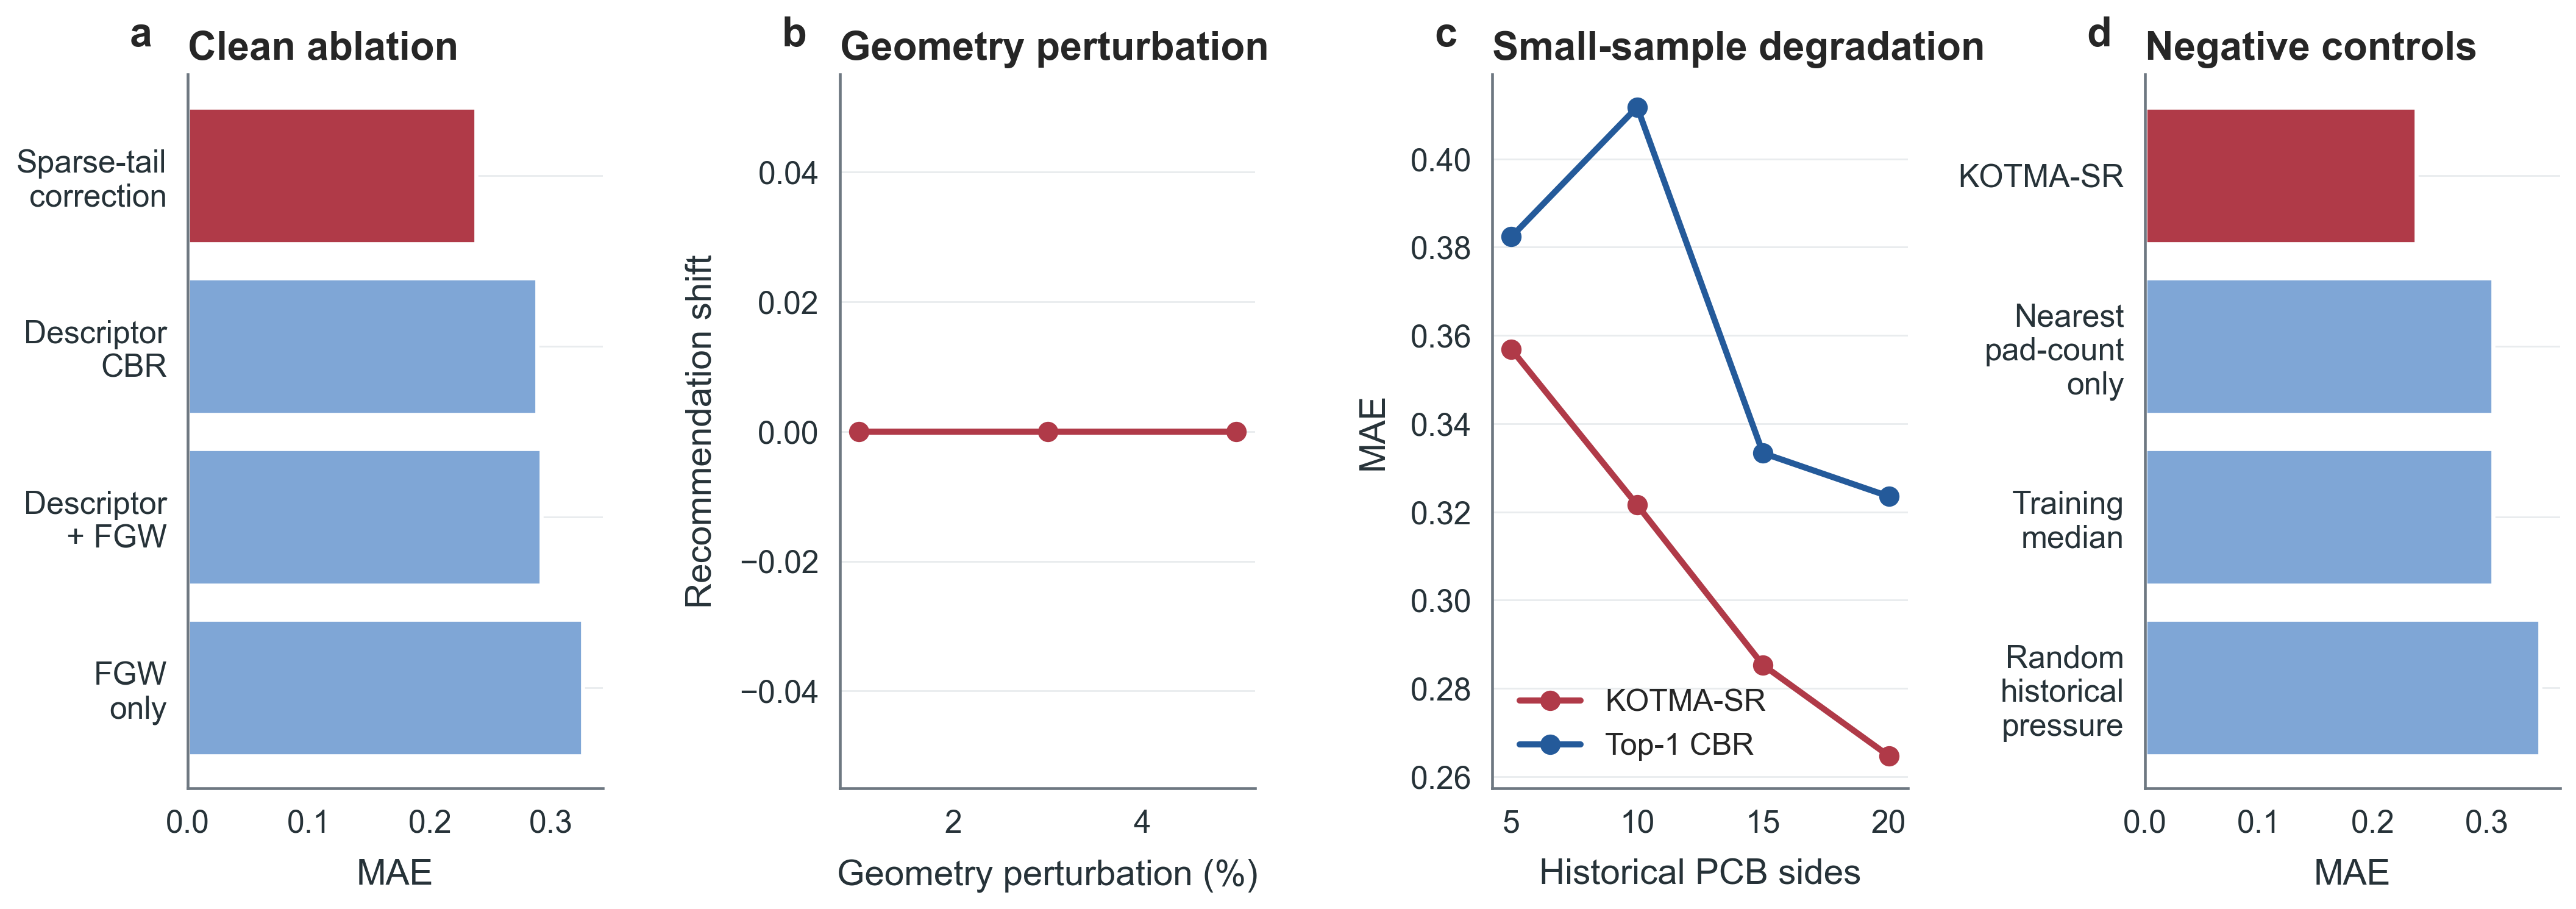 a
Clean ablation
Sparse-tail
correction
Descriptor
CBR
Descriptor
+ FGW
FGW
only
0.0
0.1
0.2
0.3
MAE
b
Geometry perturbation
Recommendation shift
0.04
0.02
0.00
−0.02
−0.04
2
4
Geometry perturbation (%)
c
Small-sample degradation
MAE
0.40
0.38
0.36
0.34
0.32
0.30
0.28
0.26
KOTMA-SR
Top-1 CBR
5
10
15
20
Historical PCB sides
d
Negative controls
KOTMA-SR
Nearest
pad-count
only
Training
median
Random
historical
pressure
0.0
0.1
0.2
0.3
MAE